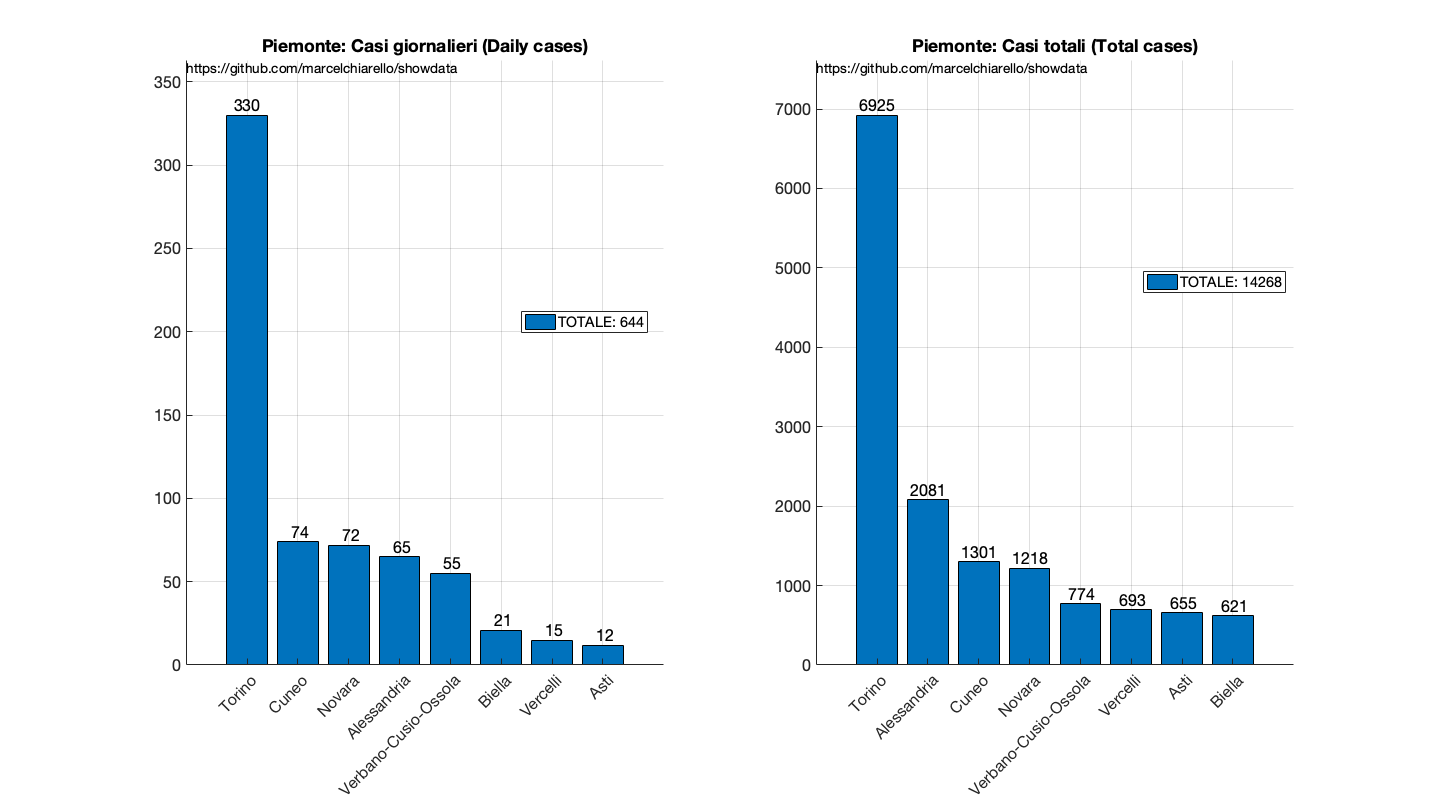 Piemonte: Casi giornalieri (Daily cases)
https://github.com/marcelchiarello/showdata
350
300
250
200
150
100
50
0
330
74
72
65
55
21
15
12
TOTALE: 644
Torino
Cuneo
Novara
Alessandria
Verbano-Cusio-Ossola
Biella
Vercelli
Asti
Piemonte: Casi totali (Total cases)
https://github.com/marcelchiarello/showdata
7000
6000
5000
4000
3000
2000
1000
0
6925
2081
1301
1218
774
693
655
621
TOTALE: 14268
Torino
Alessandria
Cuneo
Novara
Verbano-Cusio-Ossola
Vercelli
Asti
Biella